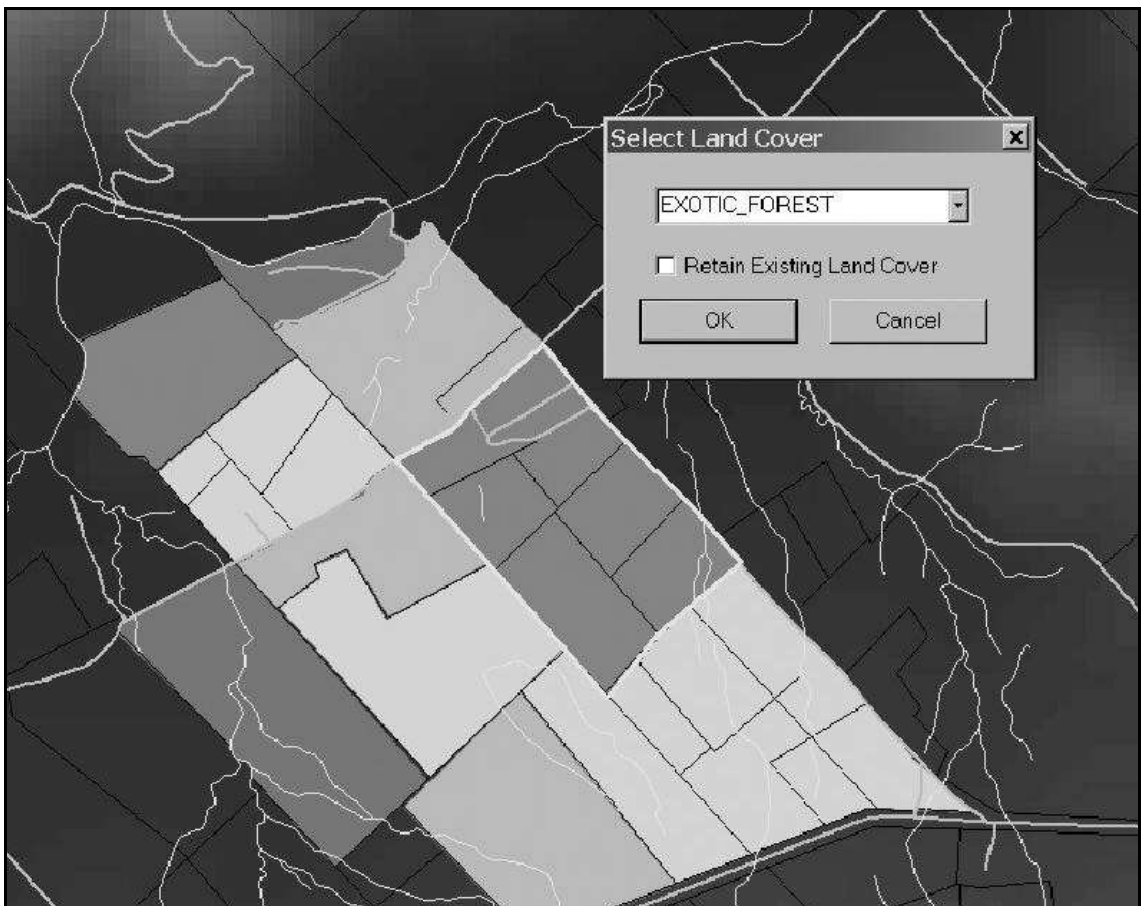 Select Land Cover
EXOTIC_FOREST
Retain Existing Land Cover
OK
Cancel